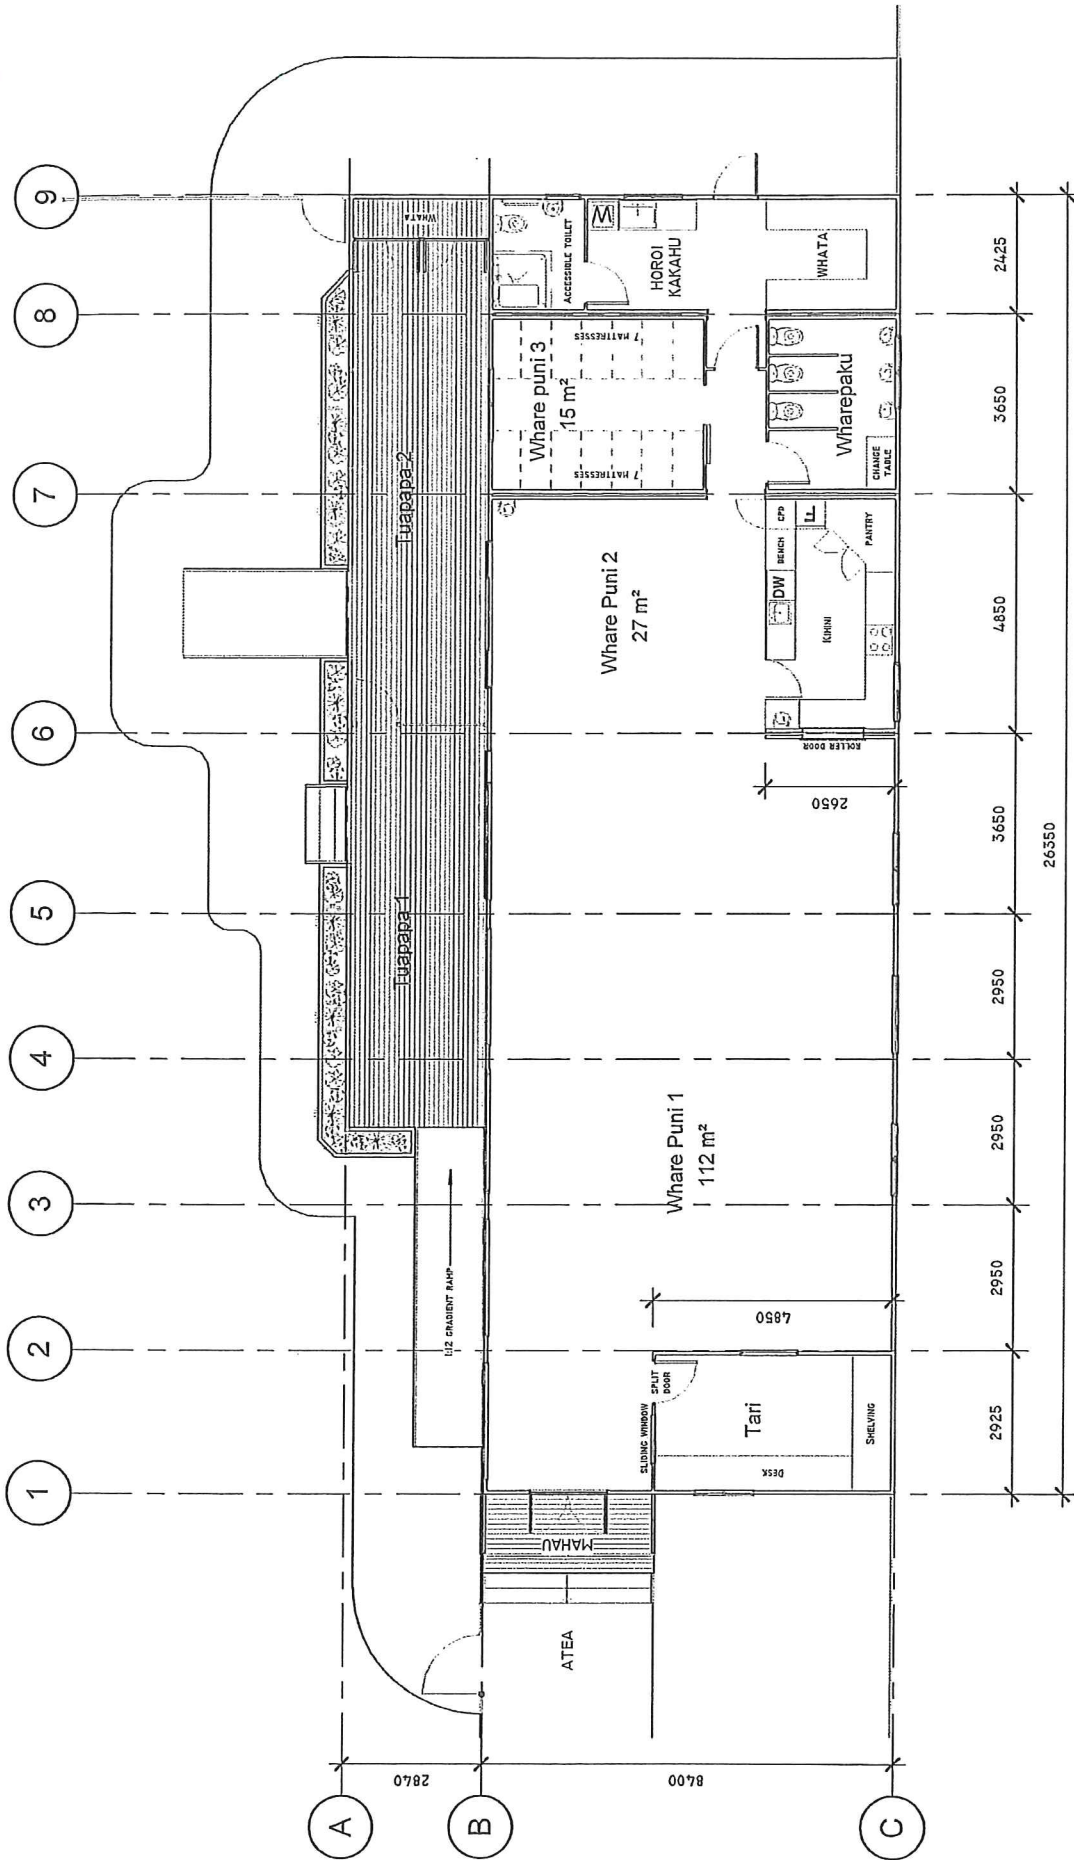 1
2
3
4
5
6
7
8
9
A
B
C
2840
8400
WHATA
Tuapapa 2
Tuapapa 1
1:12 GRADIENT RAMP
ACCESSIBLE TOILET
HOROI
KAKAHU
WHATA
Whare puni 3
15 m²
7 MATTRESSES
7 MATTRESSES
Wharepaku
CHANGE
TABLE
Whare Puni 2
27 m²
CPD
BENCH
DW
PANTRY
KIHINI
ROLLER DOOR
2650
Whare Puni 1
112 m²
4850
SPLIT
DOOR
SLIDING WINDOW
Tari
DESK
SHELVING
MAHAU
ATEA
2925
2950
2950
2950
3650
4850
3650
2425
26350